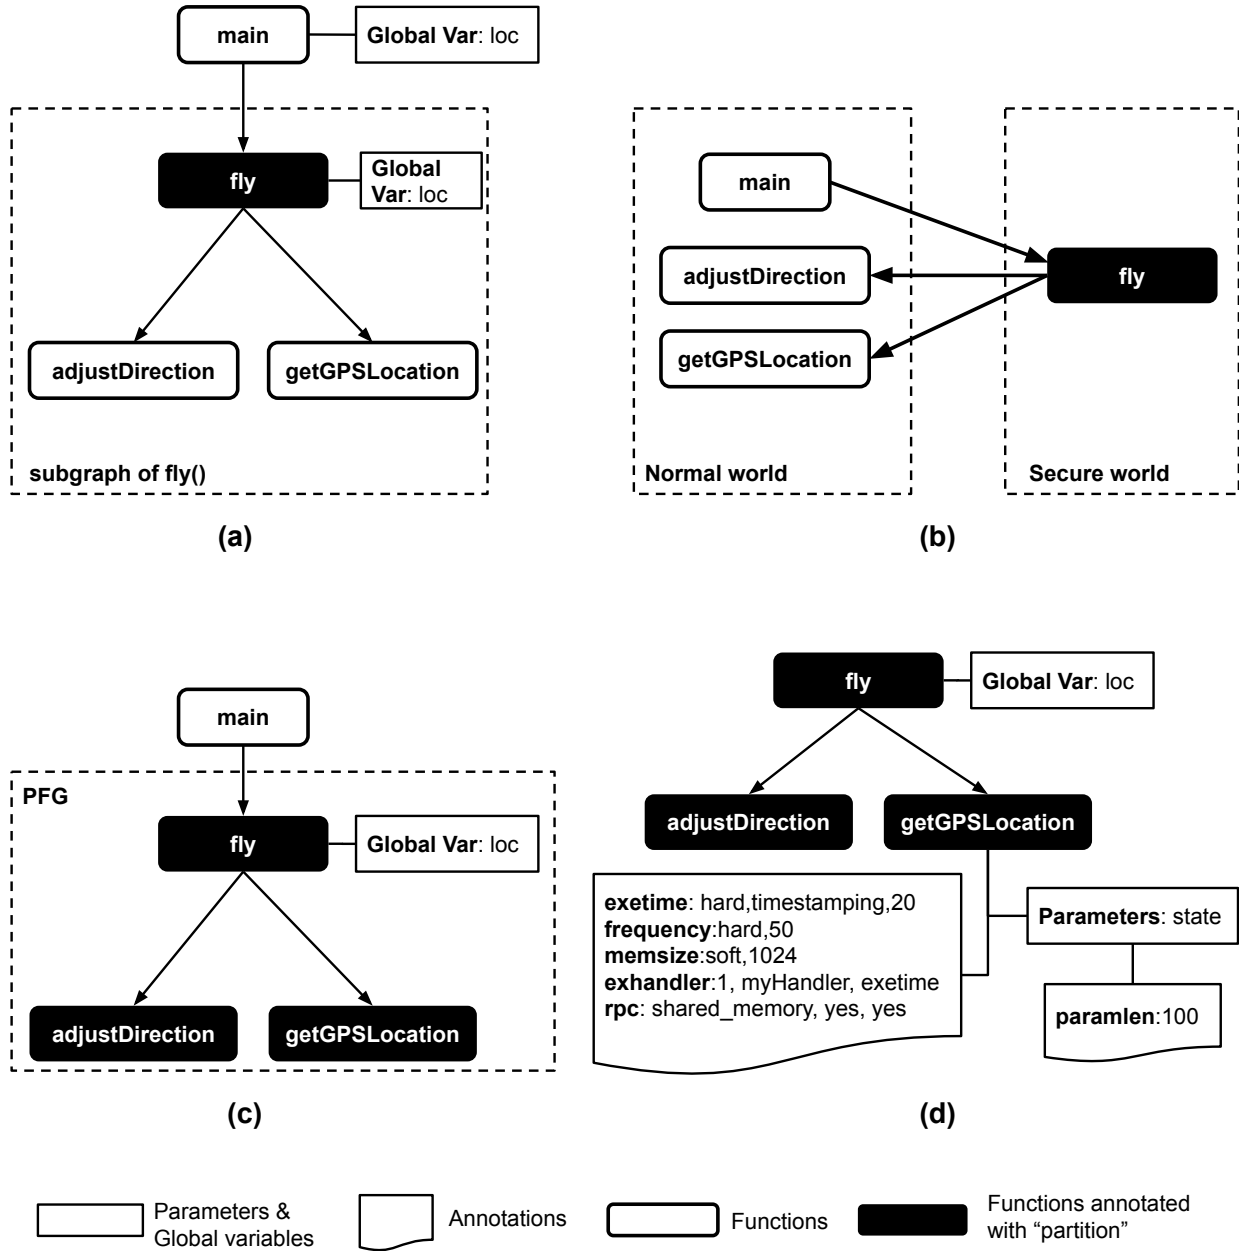 main
Global Var: loc
fly
Global
Var: loc
adjustDirection
getGPSLocation
subgraph of fly()
(a)
main
adjustDirection
getGPSLocation
fly
Normal world
Secure world
(b)
main
PFG
fly
Global Var: loc
adjustDirection
getGPSLocation
(c)
fly
Global Var: loc
adjustDirection
getGPSLocation
exetime: hard,timestamping,20
frequency:hard,50
memsize:soft,1024
exhandler:1, myHandler, exetime
rpc: shared_memory, yes, yes
Parameters: state
paramlen:100
(d)
Parameters &
Global variables
Annotations
Functions
Functions annotated
with “partition”